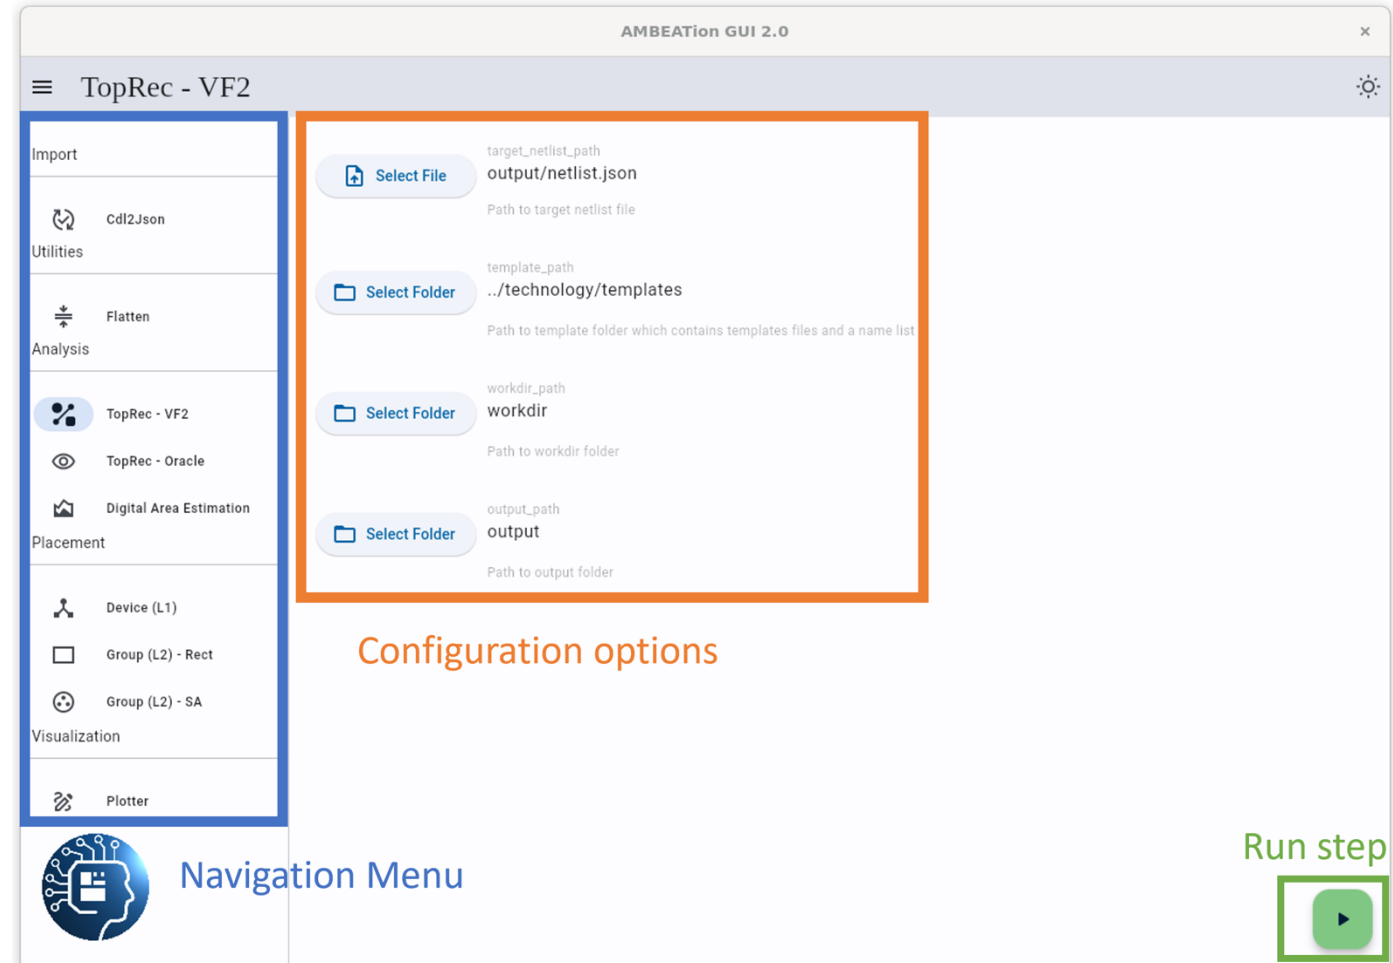 AMBEATion GUI 2.0
TopRec - VF2
Import
Cdl2Json
Utilities
Flatten
Analysis
TopRec - VF2
TopRec - Oracle
Digital Area Estimation
Placement
Device (L1)
Group (L2) - Rect
Group (L2) - SA
Visualization
Plotter
Navigation Menu
Select File
target_netlist_path
output/netlist.json
Path to target netlist file
Select Folder
template_path
../technology/templates
Path to template folder which contains templates files and a name list
Select Folder
workdir_path
workdir
Path to workdir folder
Select Folder
output_path
output
Path to output folder
Configuration options
Run step